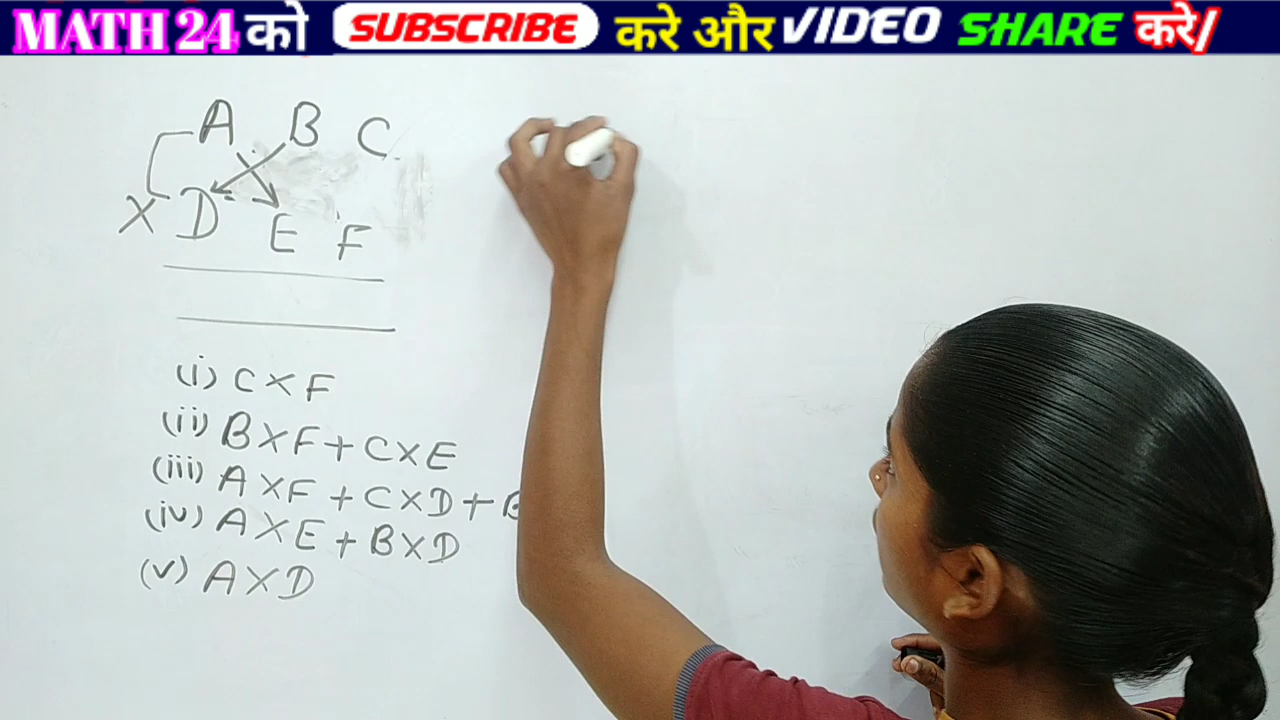 MATH 24 को SUBSCRIBE करे और VIDEO SHARE करे/
A B C
X D E F
(i) C X F
(ii) B X F + C X E
(iii) A X F + C X D + B
(iv) A X E + B X D
(v) A X D